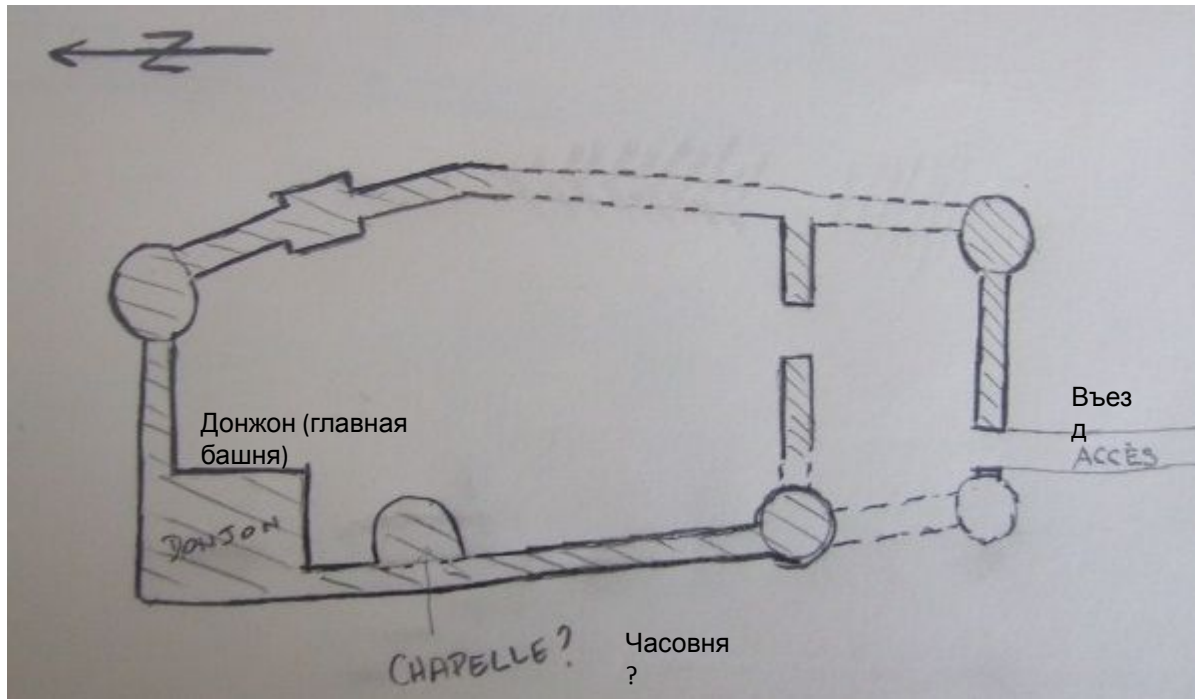 N
Донжон (главная
башня)
DONJON
Въез
д
ACCÈS
CHAPELLE?
Часовня
?